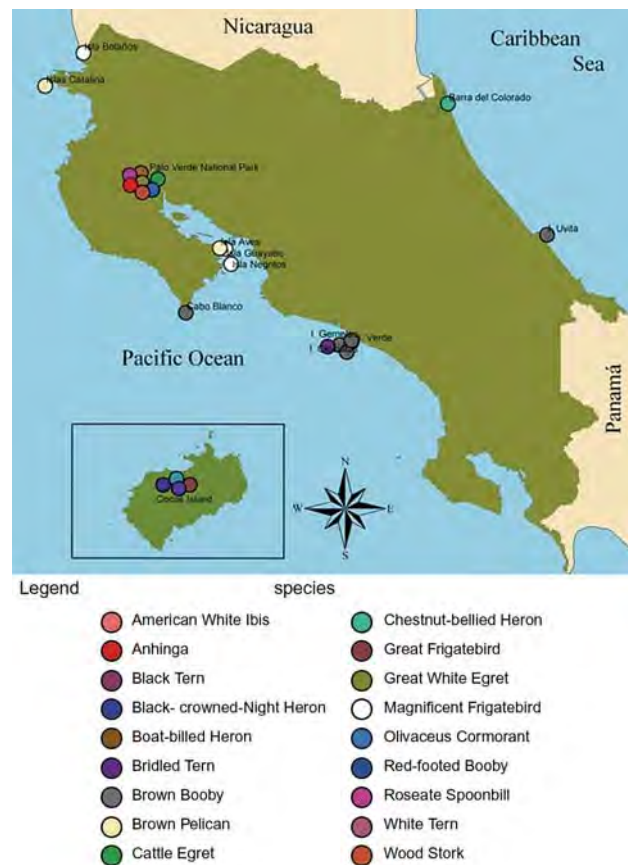 Nicaragua
Caribbean
Sea
Isla Bolaños
Islas Catalina
Barra del Colorado
Palo Verde National Park
I. Uvita
Isla Aves
Isla Guayabo
Isla Negritos
Cabo Blanco
I. Verde
Pacific Ocean
Panamá
Cocos Island
N
W
E
S
Legend
species
American White Ibis
Anhinga
Black Tern
Black- crowned-Night Heron
Boat-billed Heron
Bridled Tern
Brown Booby
Brown Pelican
Cattle Egret
Chestnut-bellied Heron
Great Frigatebird
Great White Egret
Magnificent Frigatebird
Olivaceus Cormorant
Red-footed Booby
Roseate Spoonbill
White Tern
Wood Stork